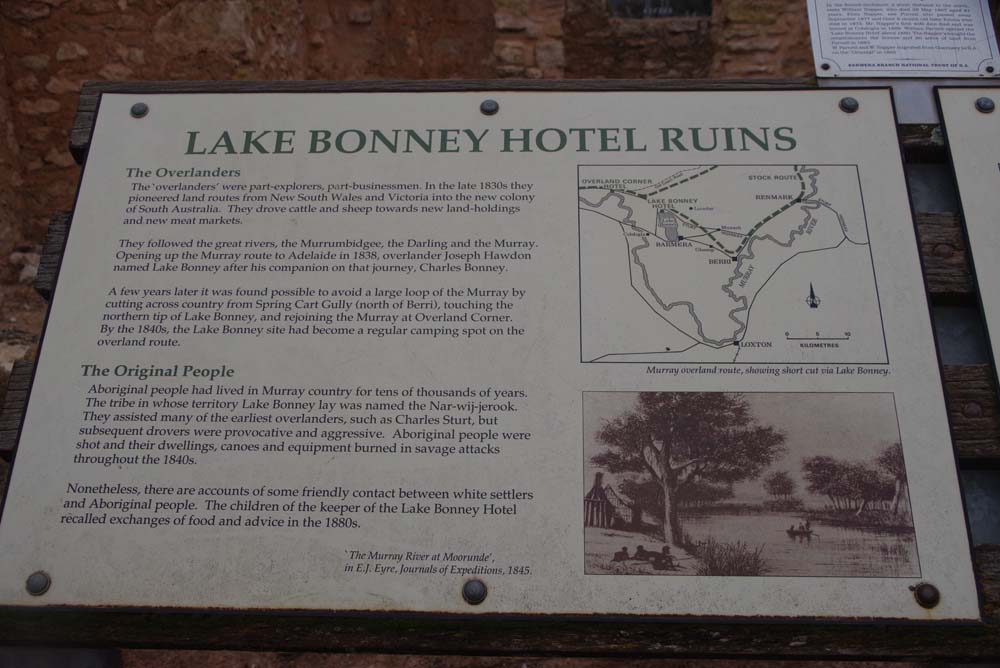 BARMERA BRANCH NATIONAL TRUST OF S.A.
LAKE BONNEY HOTEL RUINS
The Overlanders
The 'overlanders' were part-explorers, part-businessmen. In the late 1830s they
pioneered land routes from New South Wales and Victoria into the new colony
of South Australia. They drove cattle and sheep towards new land-holdings
and new meat markets.
They followed the great rivers, the Murrumbidgee, the Darling and the Murray.
Opening up the Murray route to Adelaide in 1838, overlander Joseph Hawdon
named Lake Bonney after his companion on that journey, Charles Bonney.
A few years later it was found possible to avoid a large loop of the Murray by
cutting across country from Spring Cart Gully (north of Berri), touching the
northern tip of Lake Bonney, and rejoining the Murray at Overland Corner.
By the 1840s, the Lake Bonney site had become a regular camping spot on the
overland route.
The Original People
Aboriginal people had lived in Murray country for tens of thousands of years.
The tribe in whose territory Lake Bonney lay was named the Nar-wij-jerook.
They assisted many of the earliest overlanders, such as Charles Sturt, but
subsequent drovers were provocative and aggressive. Aboriginal people were
shot and their dwellings, canoes and equipment burned in savage attacks
throughout the 1840s.
Nonetheless, there are accounts of some friendly contact between white settlers
and Aboriginal people. The children of the keeper of the Lake Bonney Hotel
recalled exchanges of food and advice in the 1880s.
'The Murray River at Moorunde',
in E.J. Eyre, Journals of Expeditions, 1845.
OVERLAND CORNER
HOTEL
STOCK ROUTE
RENMARK
LAKE BONNEY
HOTEL
Monash
BARMERA
Glossop
BERRI
MURRAY
RIVER
LOXTON
0 5 10
KILOMETRES
Murray overland route, showing short cut via Lake Bonney.